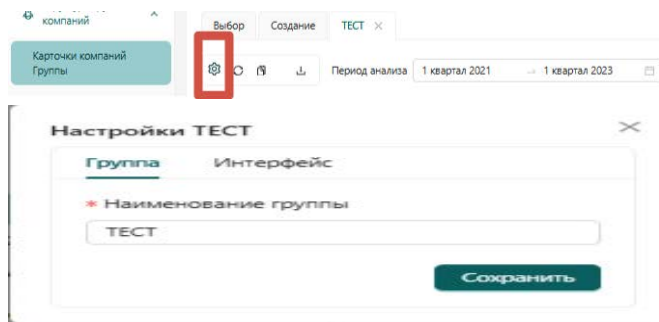 компаний
Выбор Создание ТЕСТ
Карточки компаний
Группы
Период анализа 1 квартал 2021 → 1 квартал 2023
Настройки ТЕСТ
Группа Интерфейс
* Наименование группы
ТЕСТ
Сохранить